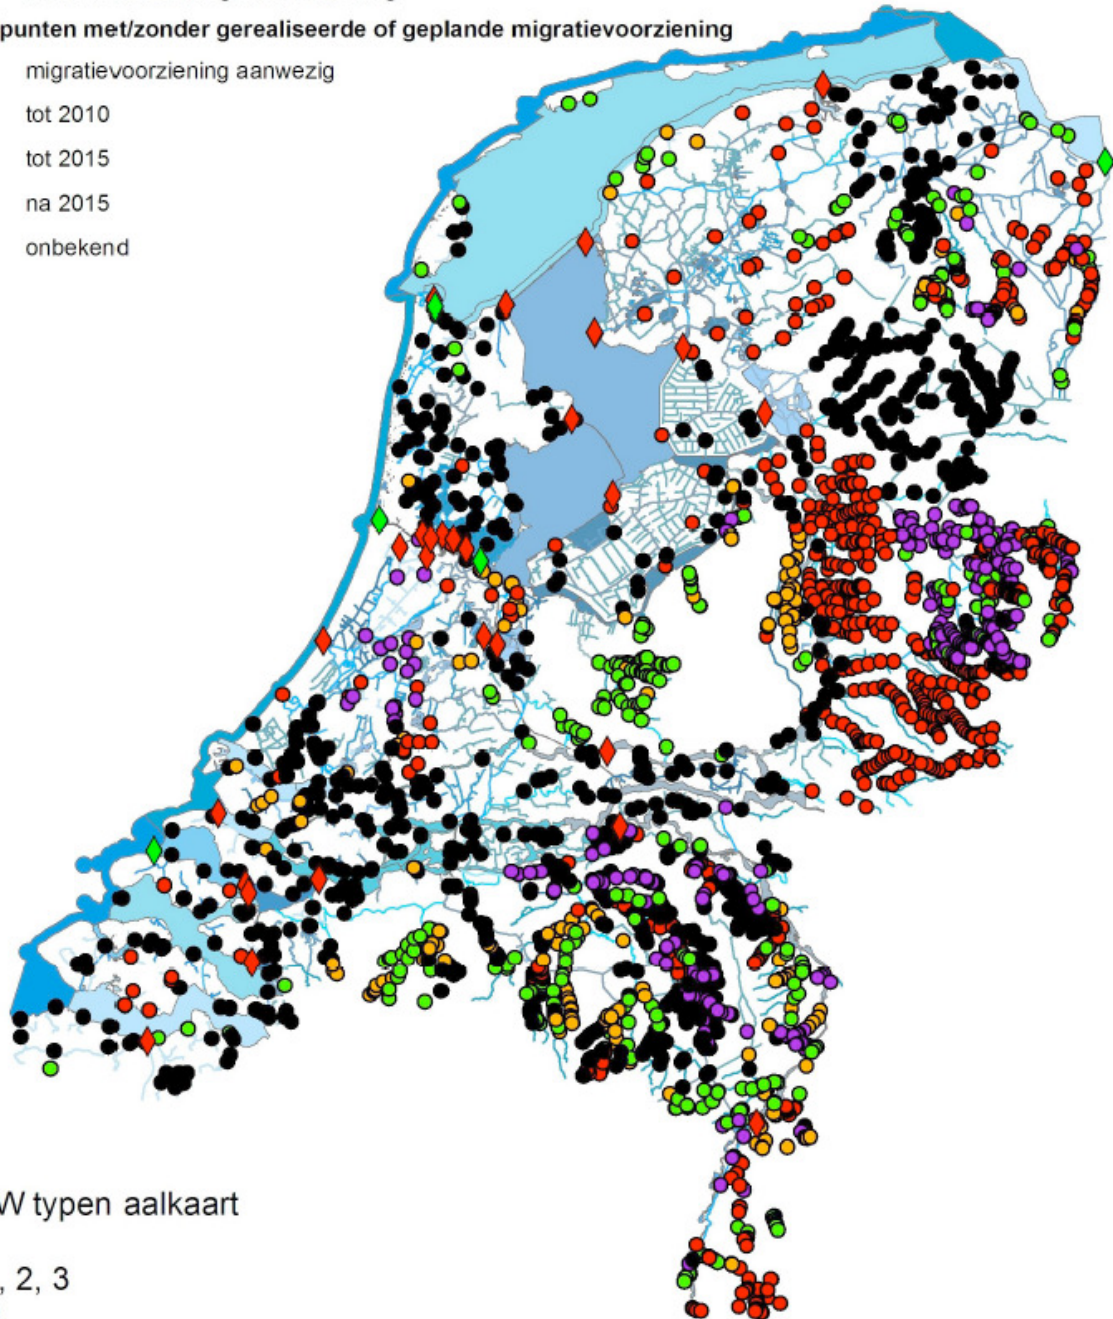 punten met/zonder gerealiseerde of geplande migratievoorziening
migratievoorziening aanwezig
tot 2010
tot 2015
na 2015
onbekend
W typen aalkaart
, 2, 3